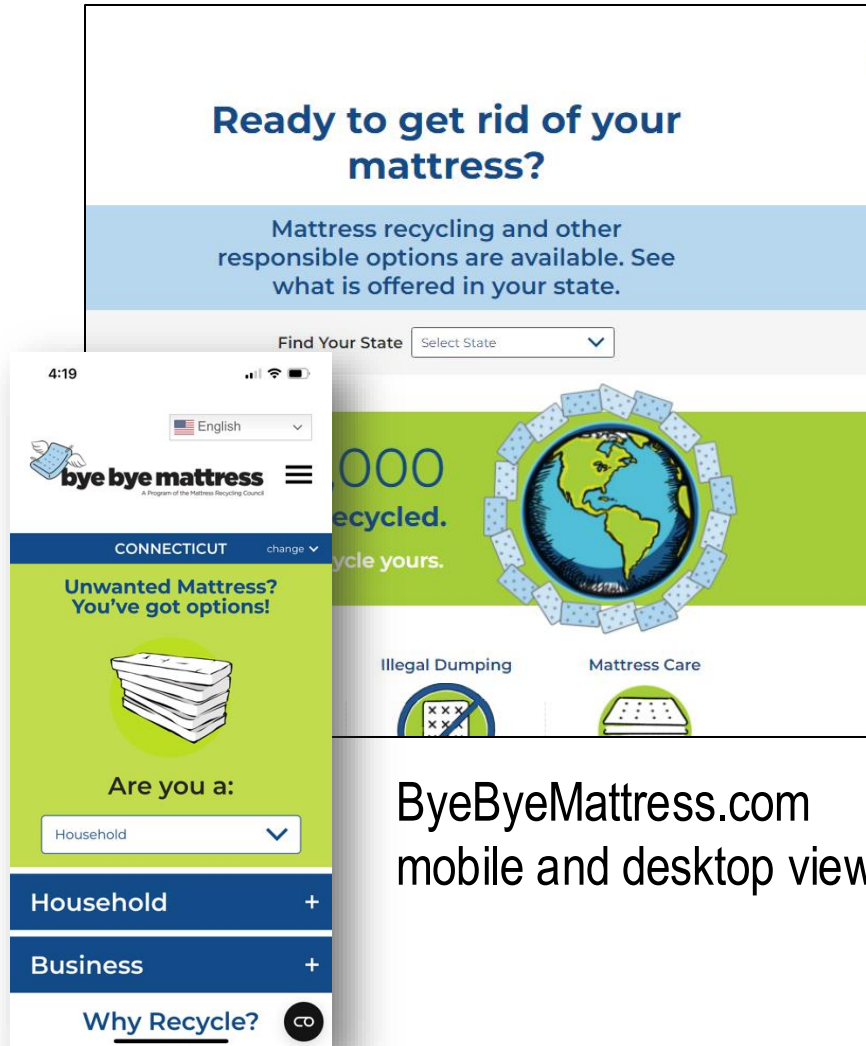 Ready to get rid of your
mattress?
Mattress recycling and other
responsible options are available. See
what is offered in your state.
Find Your State Select State
,000
ecycled.
ycle yours.
Illegal Dumping Mattress Care
4:19
English
bye bye mattress
A Program of the Mattress Recycling Council
CONNECTICUT change
Unwanted Mattress?
You've got options!
Are you a:
Household
Household +
Business +
Why Recycle?
ByeByeMattress.com
mobile and desktop view